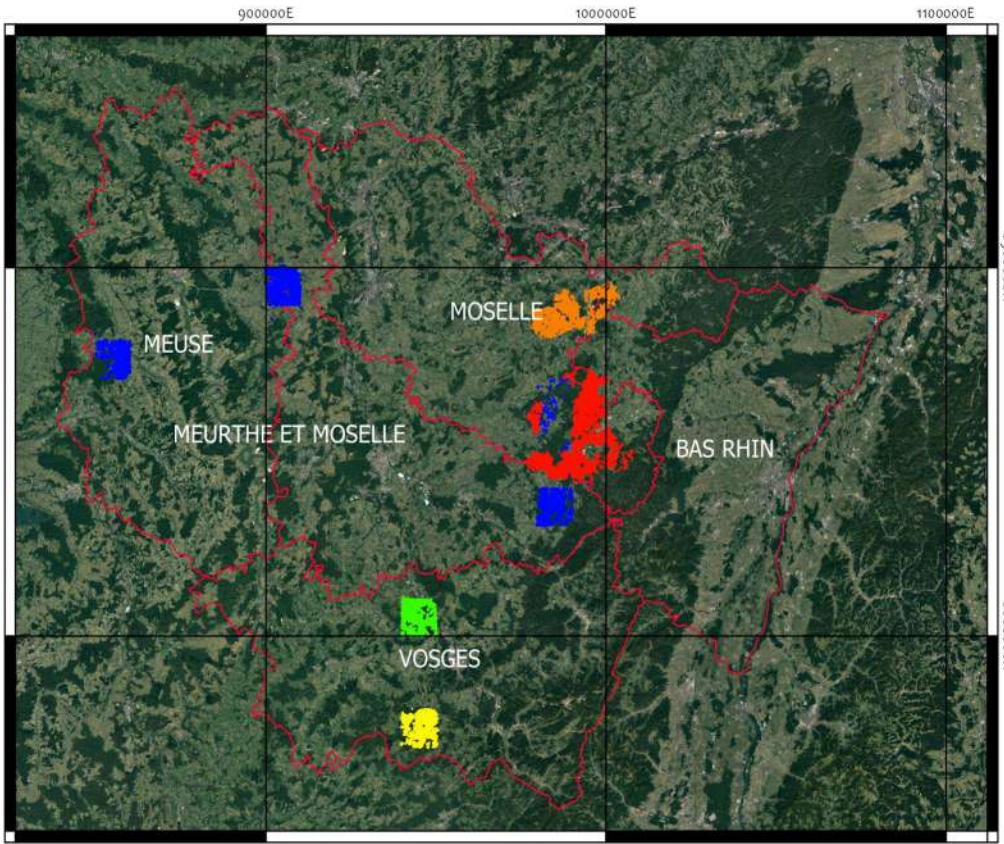 900000E
1000000E
1100000E
MOSELLE
MEUSE
MEURTHE ET MOSELLE
BAS RHIN
VOSGES